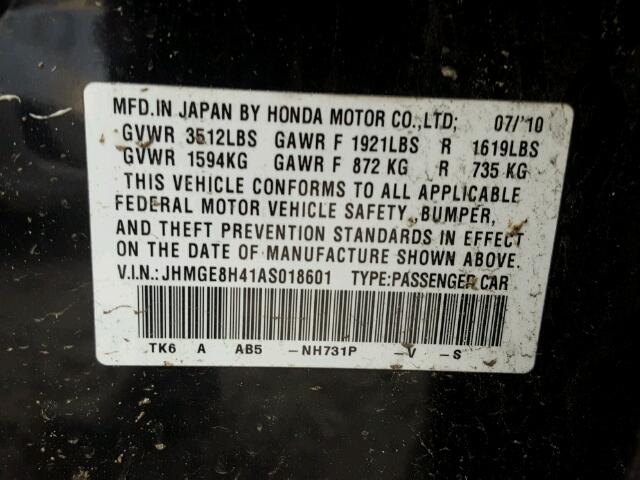 MFD.IN JAPAN BY HONDA MOTOR CO.,LTD; 07/'10
GVWR 3512LBS GAWR F 1921LBS R 1619LBS
GVWR 1594KG GAWR F 872 KG R 735 KG
THIS VEHICLE CONFORMS TO ALL APPLICABLE
FEDERAL MOTOR VEHICLE SAFETY, BUMPER,
AND THEFT PREVENTION STANDARDS IN EFFECT
ON THE DATE OF MANUFACTURE SHOWN ABOVE.
V.I.N.: JHMGE8H41AS018601 TYPE:PASSENGER CAR
TK6 A AB5 -NH731P -V -S